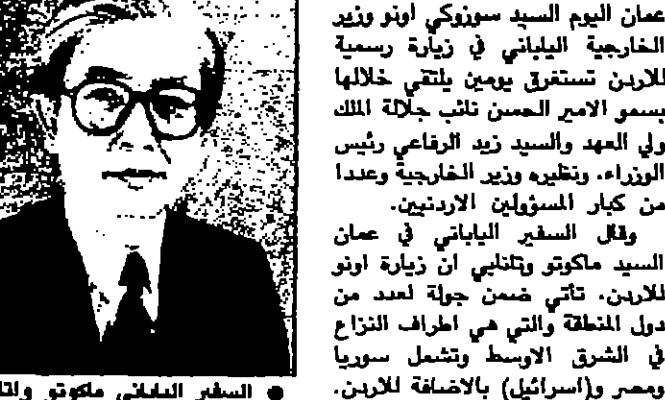 عمان اليوم السيد سوزوكي اونو وزير
الخارجية اليلباني في زيارة رسمية
للاردن تستغرق يومين يلتقي خلالها
بسمو الامير الحسن نائب جلالة الملك
ولي العهد والسيد زيد الرفاعي رئيس
الوزراء، ونظيره وزير الخارجية وعددا
من كبار المسؤولين الاردنيين.
وقال السفير الياباني في عمان
السيد ماكوتو وتانابي ان زيارة اونو
للاردن، تأتي ضمن جولة لعدد من
دول المنطقة والتي هي اطراف النزاع
في الشرق الاوسط وتشمل سوريا
ومصر و(اسرائيل) بالاضافة للاردن.
● السفير الياباني ماكوتو